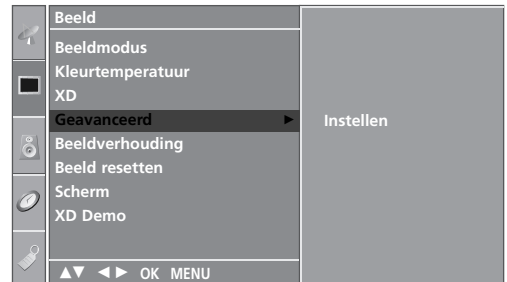 Beeld
Beeldmodus
Kleurtemperatuur
XD
Geavanceerd ►
Instellen
Beeldverhouding
Beeld resetten
Scherm
XD Demo
▲▼ ◄► OK MENU